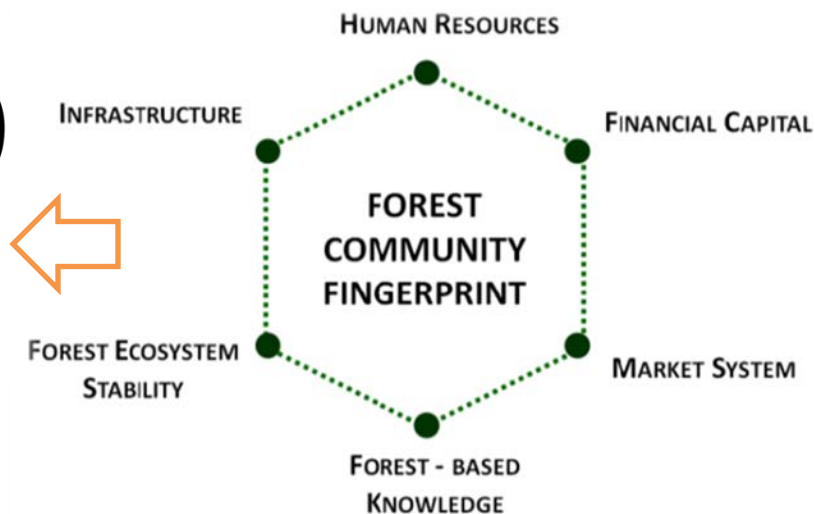 HUMAN RESOURCES
INFRASTRUCTURE
FINANCIAL CAPITAL
FOREST
COMMUNITY
FINGERPRINT
FOREST ECOSYSTEM
STABILITY
MARKET SYSTEM
FOREST - BASED
KNOWLEDGE